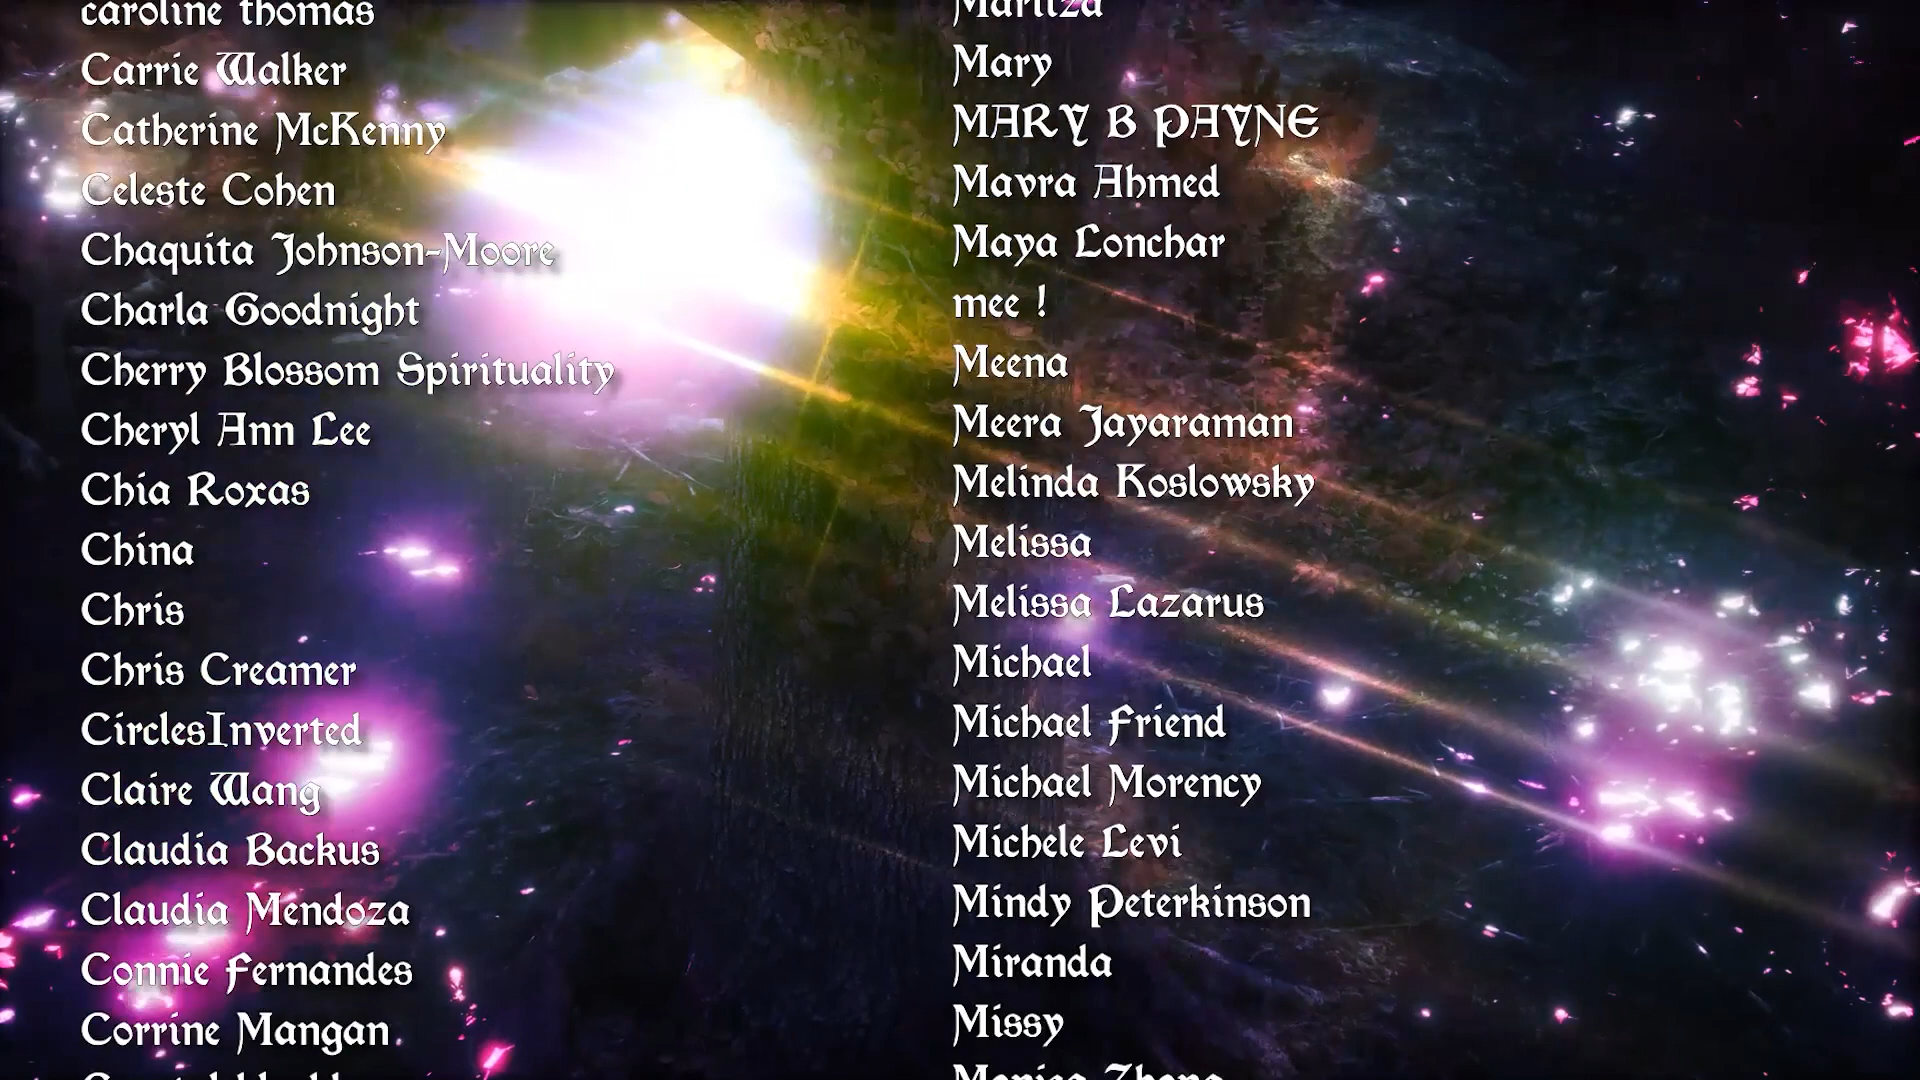 caroline thomas
Carrie Walker
Catherine McKenny
Celeste Cohen
Chaquita Johnson-Moore
Charla Goodnight
Cherry Blossom Spirituality
Cheryl Ann Lee
Chia Roxas
China
Chris
Chris Creamer
CirclesInverted
Claire Wang
Claudia Backus
Claudia Mendoza
Connie Fernandes
Corrine Mangan
Maritza
Mary
MARY B PAYNE
Mavra Ahmed
Maya Lonchar
mee !
Meena
Meera Jayaraman
Melinda Koslowsky
Melissa
Melissa Lazarus
Michael
Michael Friend
Michael Morency
Michele Levi
Mindy Peterkinson
Miranda
Missy
Monica Zhang